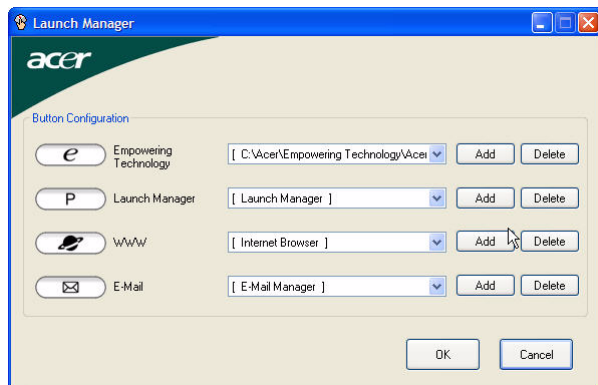 Launch Manager
acer
Button Configuration
e Empowering Technology [ C:\Acer\Empowering Technology\Acer Add Delete
P Launch Manager [ Launch Manager ] Add Delete
WWW [ Internet Browser ] Add Delete
E-Mail [ E-Mail Manager ] Add Delete
OK Cancel